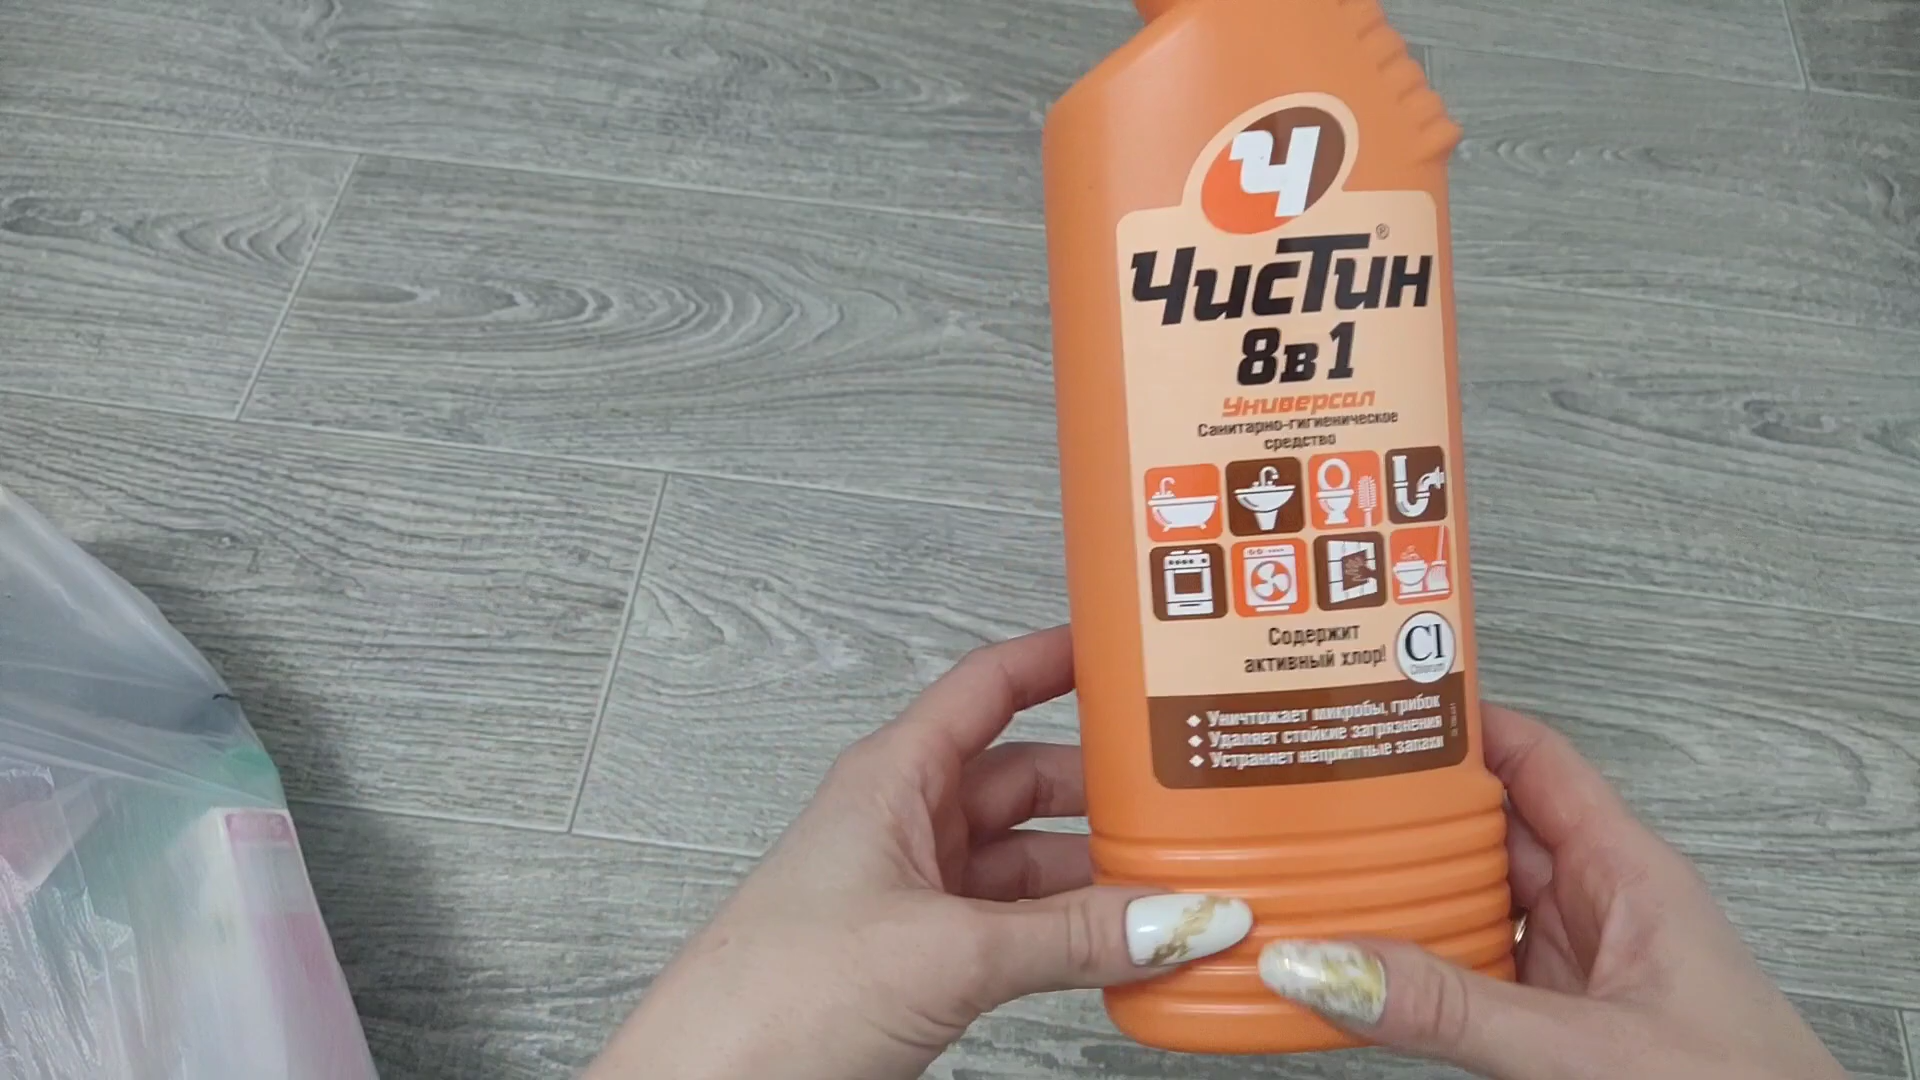 Ч
ЧисТин®
8в1
Универсал
Санитарно-гигиеническое
средство
Содержит
активный хлор!
Cl
Chlorum
Уничтожает микробы, грибок
Удаляет стойкие загрязнения
Устраняет неприятные запахи